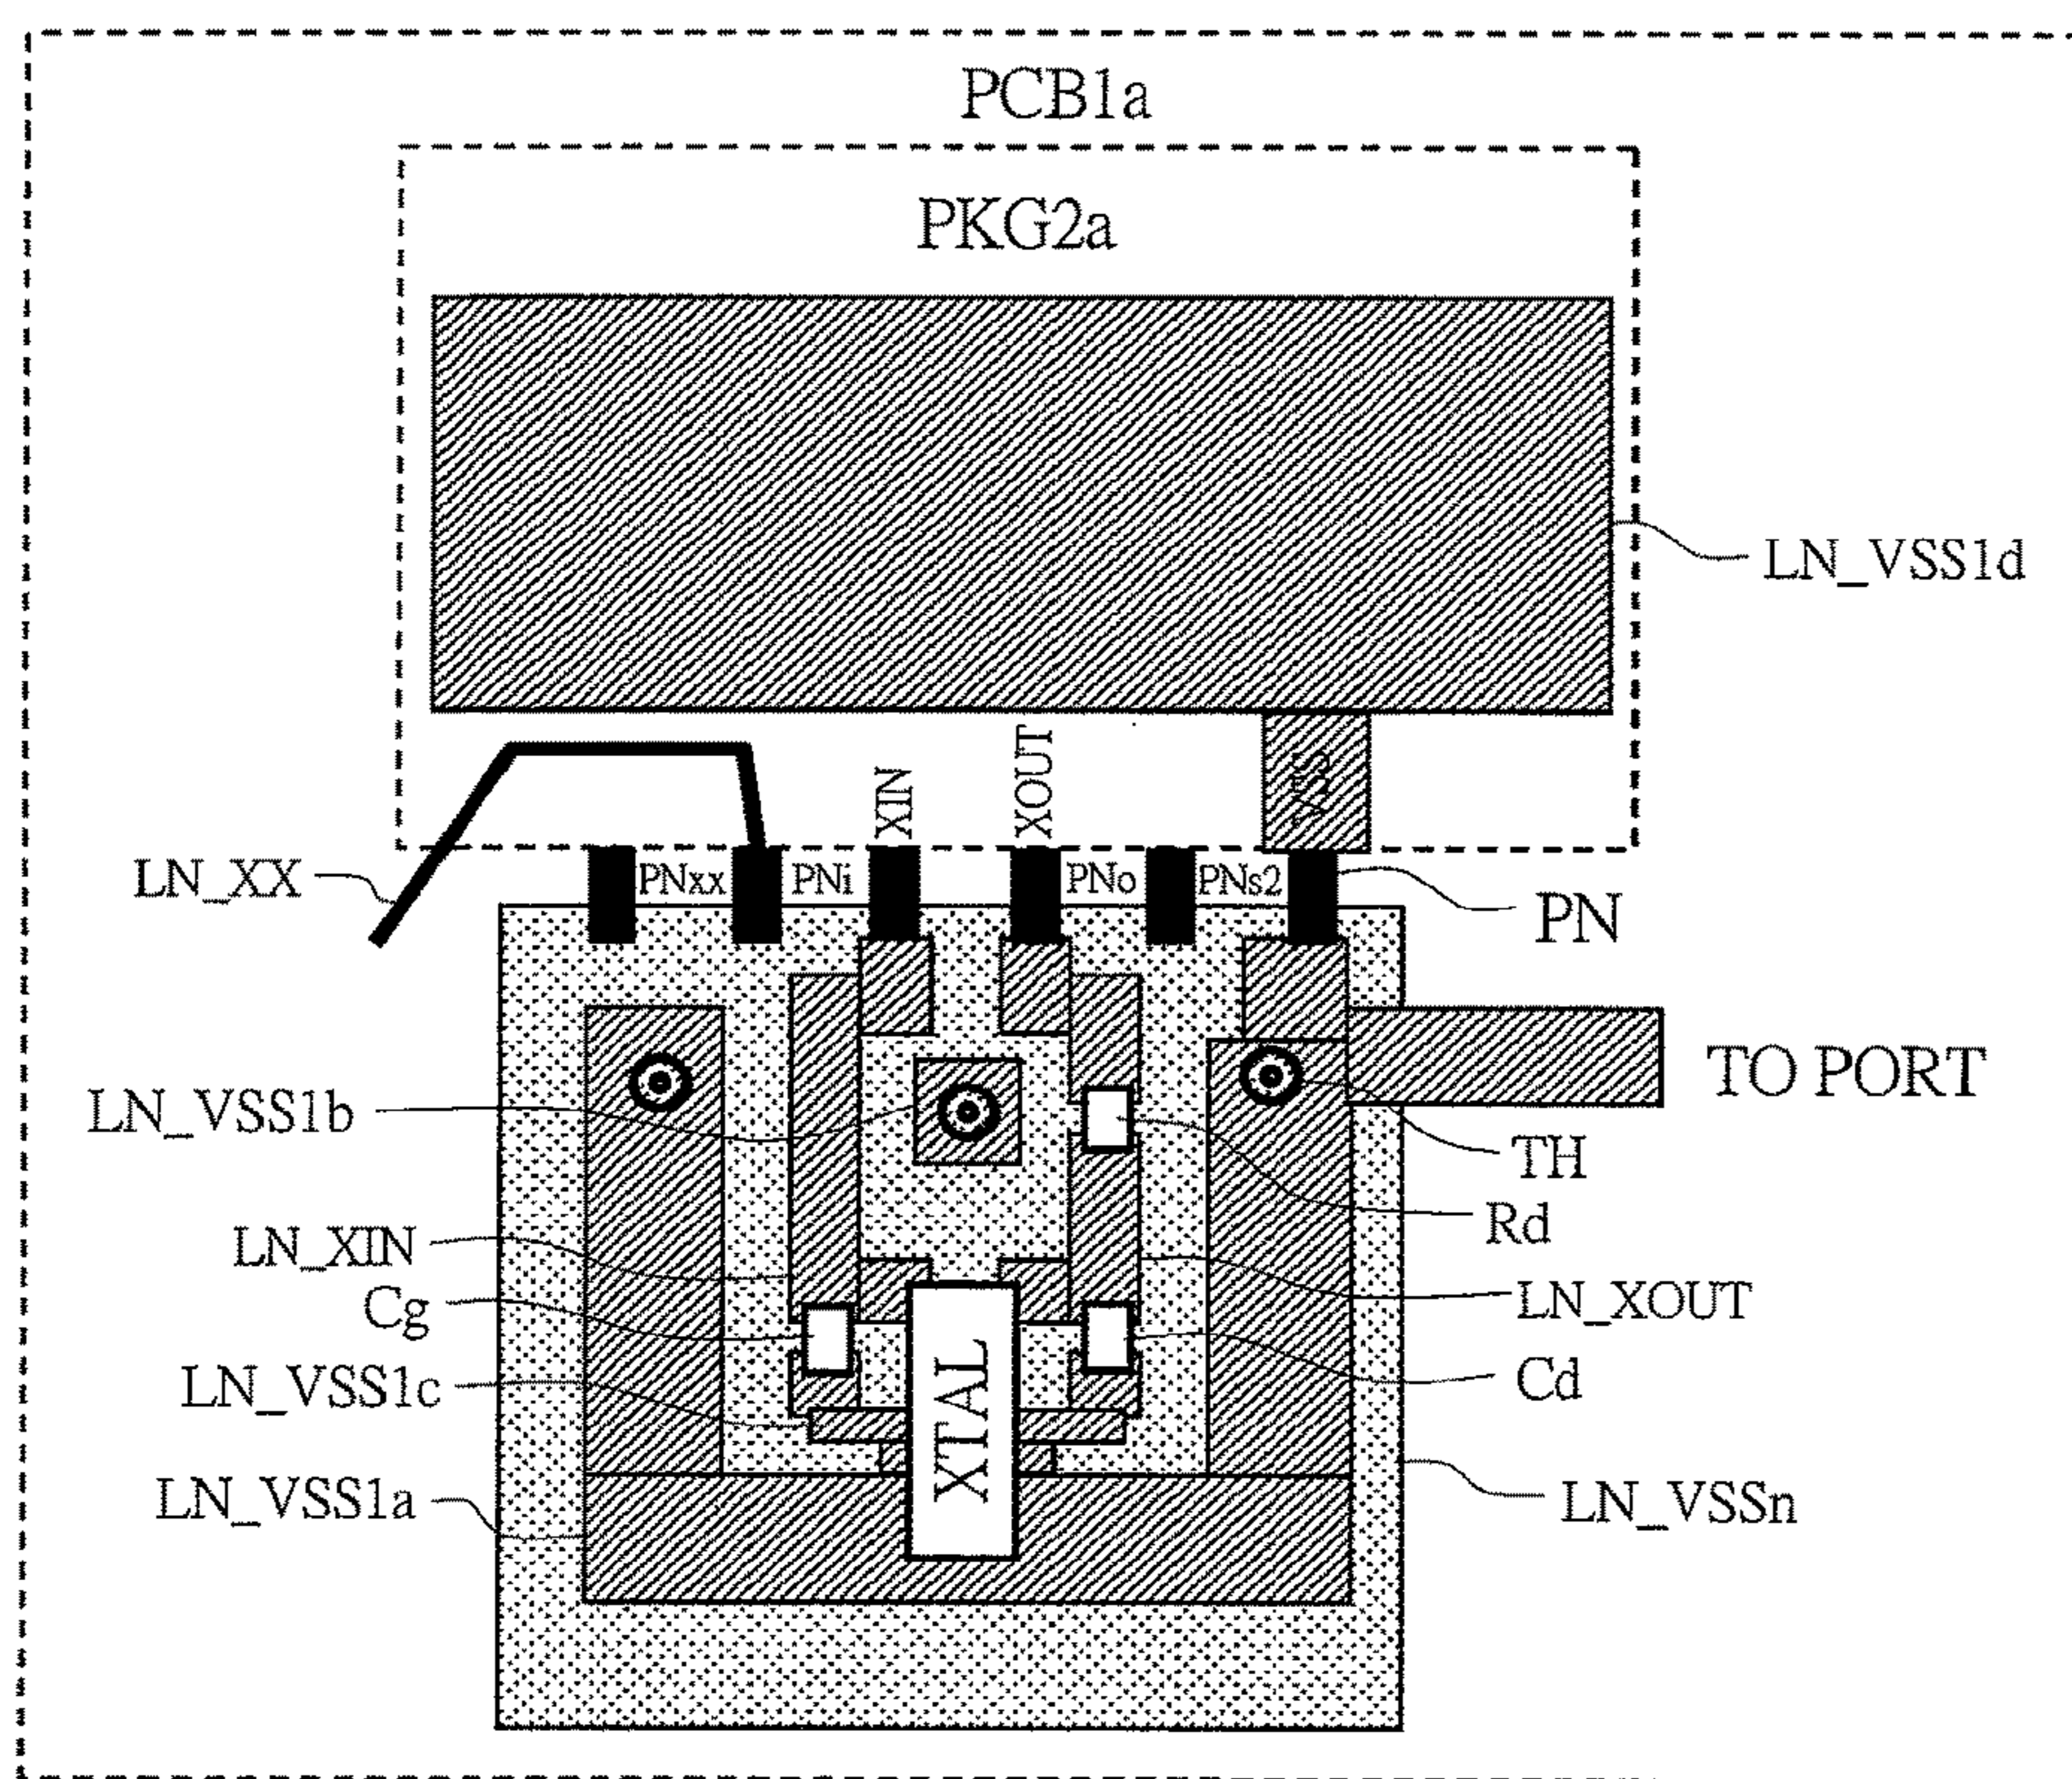 PCB1a
PKG2a
LN_VSS1d
XIN
XOUT
VSS
LN_XX
PNxx
PNi
PNo
PNs2
PN
TO PORT
LN_VSS1b
TH
Rd
LN_XIN
LN_XOUT
Cg
Cd
LN_VSS1c
XTAL
LN_VSS1a
LN_VSSn